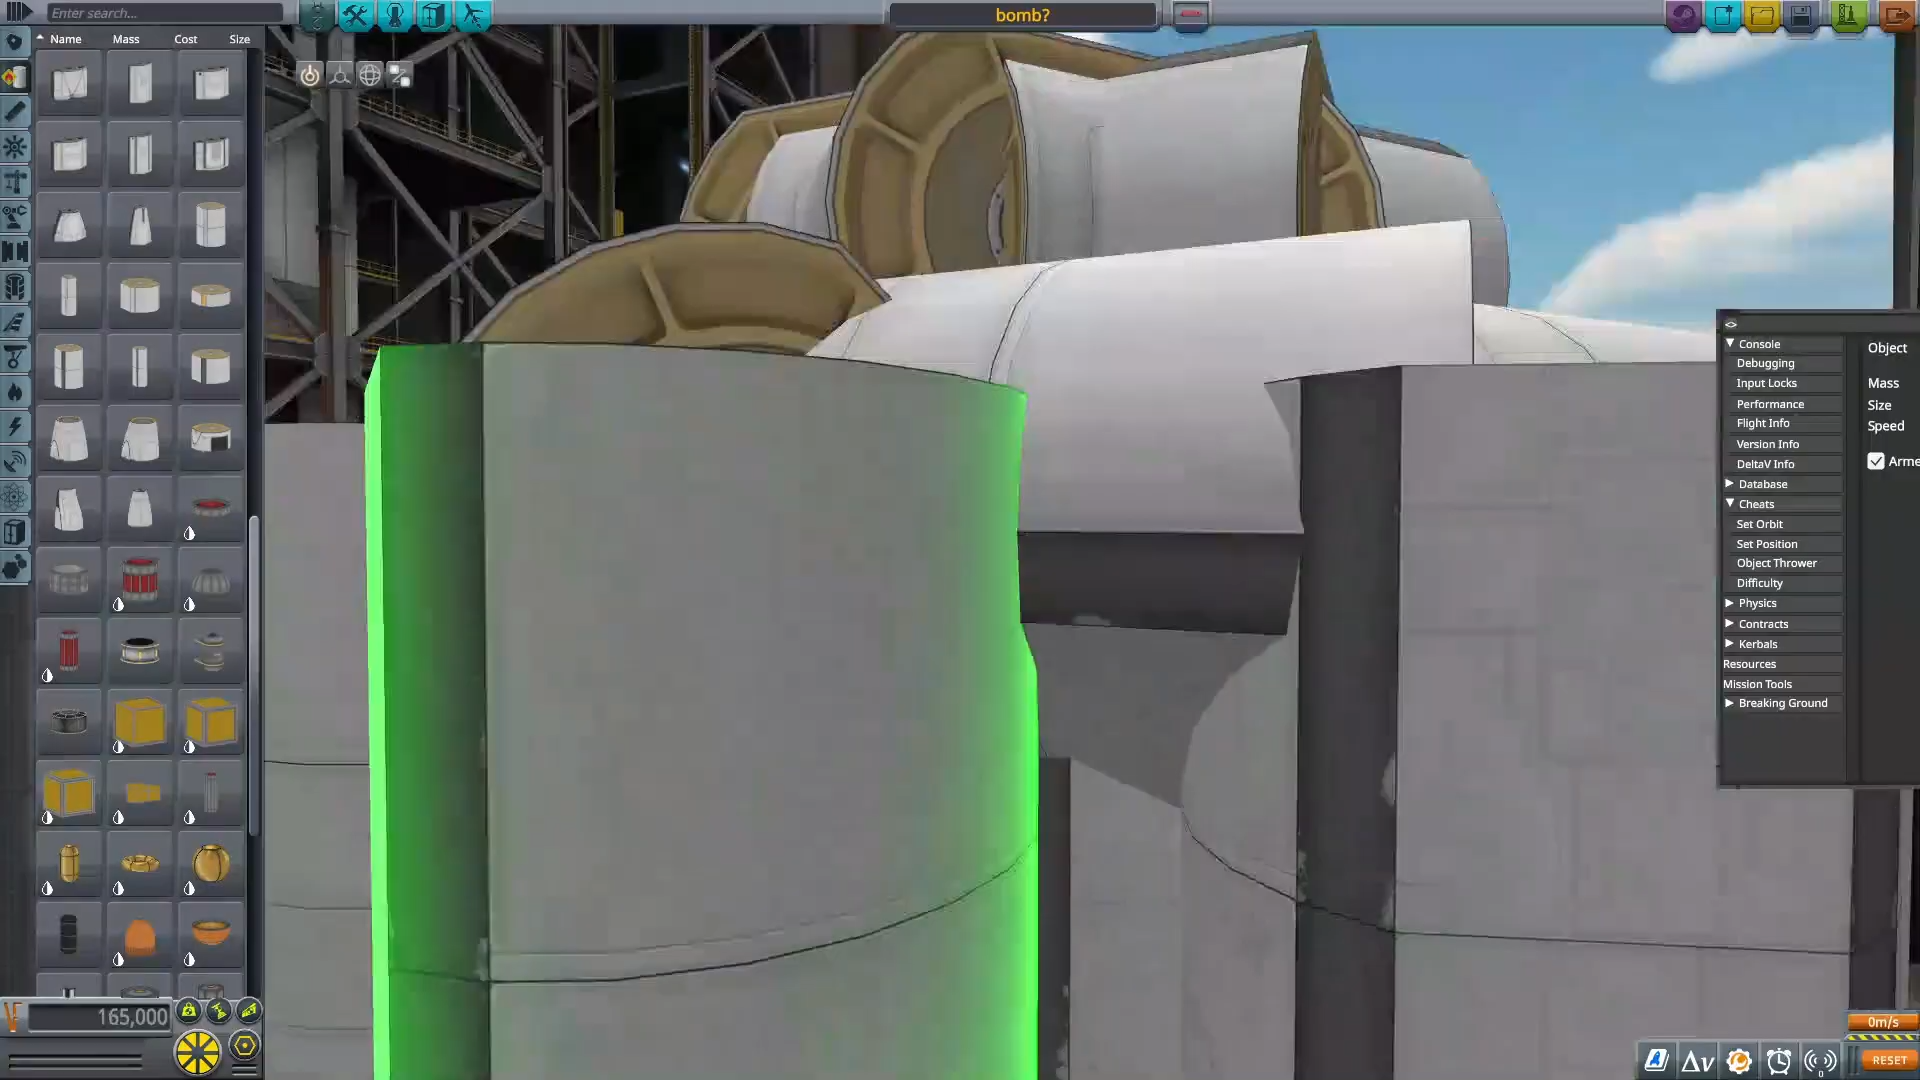 Enter search...
bomb?
Name Mass Cost Size
Console
Debugging
Input Locks
Performance
Flight Info
Version Info
DeltaV Info
Database
Cheats
Set Orbit
Set Position
Object Thrower
Difficulty
Physics
Contracts
Kerbals
Resources
Mission Tools
Breaking Ground
Object
Mass
Size
Speed
Arme
165,000
0m/s
Δv
0
RESET